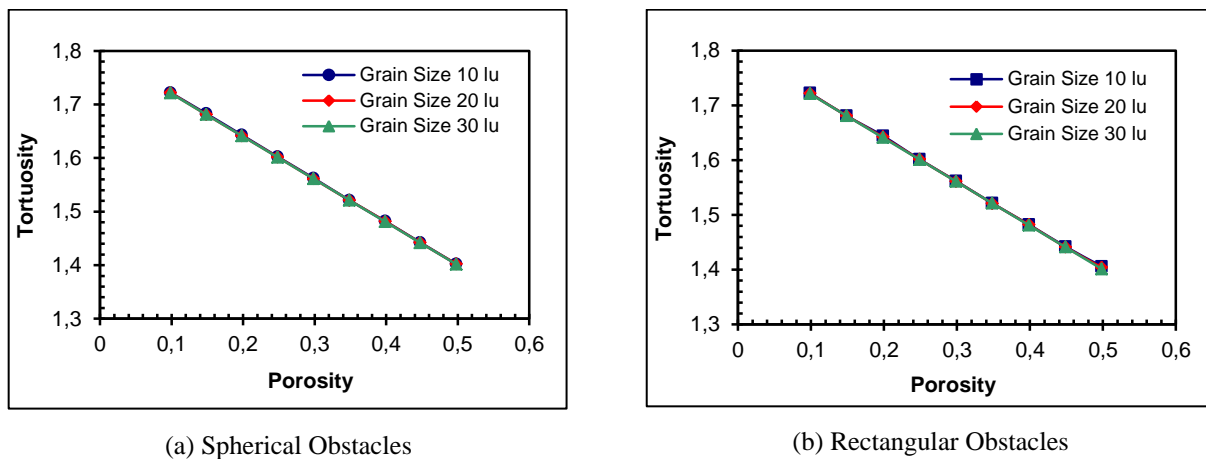 1,8
1,7
1,6
1,5
1,4
1,3
Tortuosity
Grain Size 10 lu
Grain Size 20 lu
Grain Size 30 lu
0 0,1 0,2 0,3 0,4 0,5 0,6
Porosity
(a) Spherical Obstacles
1,8
1,7
1,6
1,5
1,4
1,3
Tortuosity
Grain Size 10 lu
Grain Size 20 lu
Grain Size 30 lu
0 0,1 0,2 0,3 0,4 0,5 0,6
Porosity
(b) Rectangular Obstacles